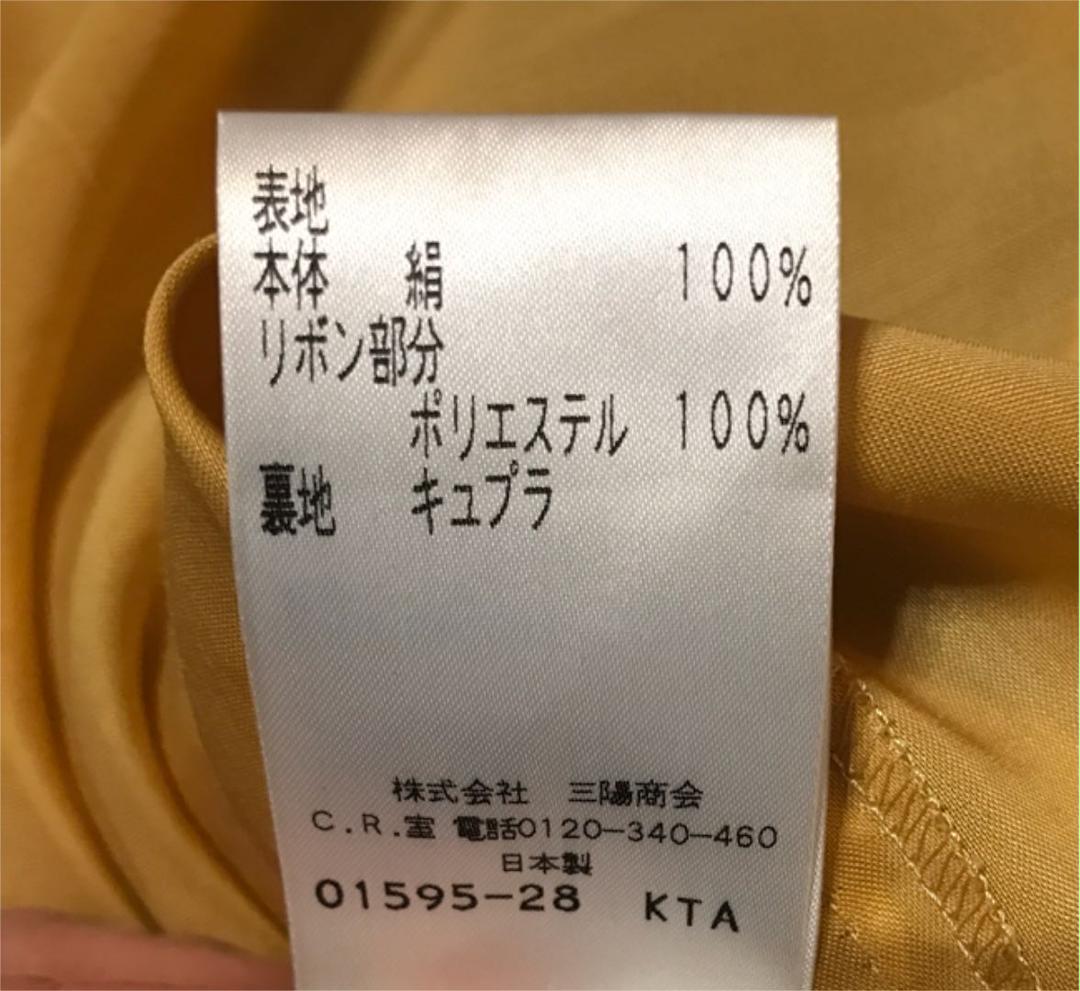 表地
本体 絹 100%
リボン部分
ポリエステル 100%
裏地 キュプラ
株式会社 三陽商会
C.R.室 電話0120-340-460
日本製
01595-28 KTA